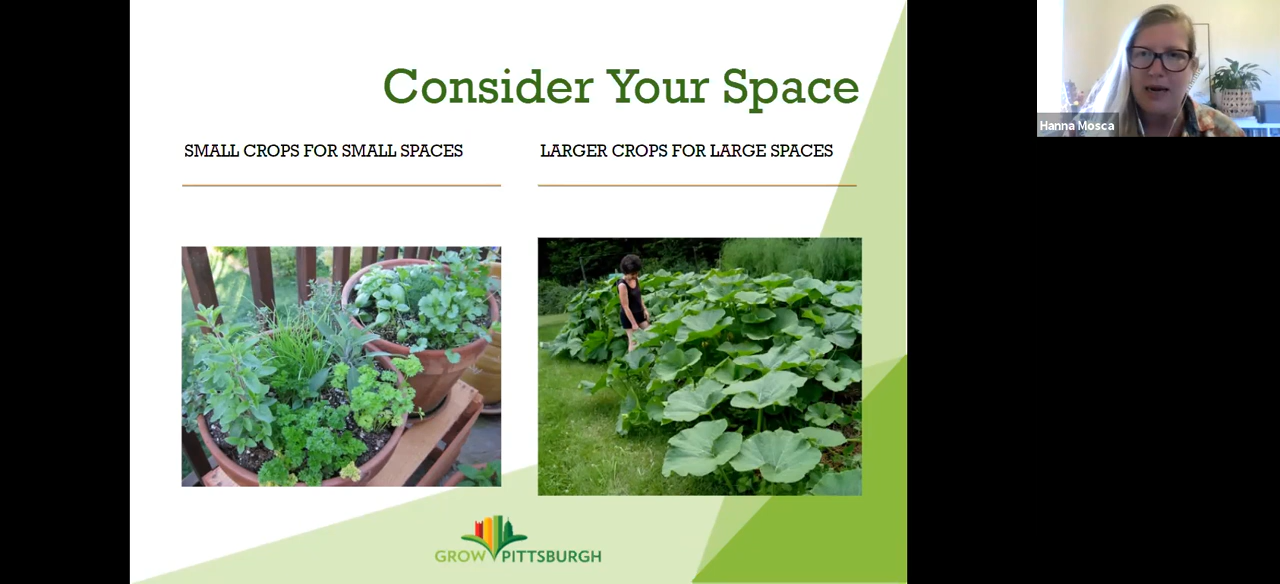 Consider Your Space
SMALL CROPS FOR SMALL SPACES
LARGER CROPS FOR LARGE SPACES
GROW PITTSBURGH
Hanna Mosca